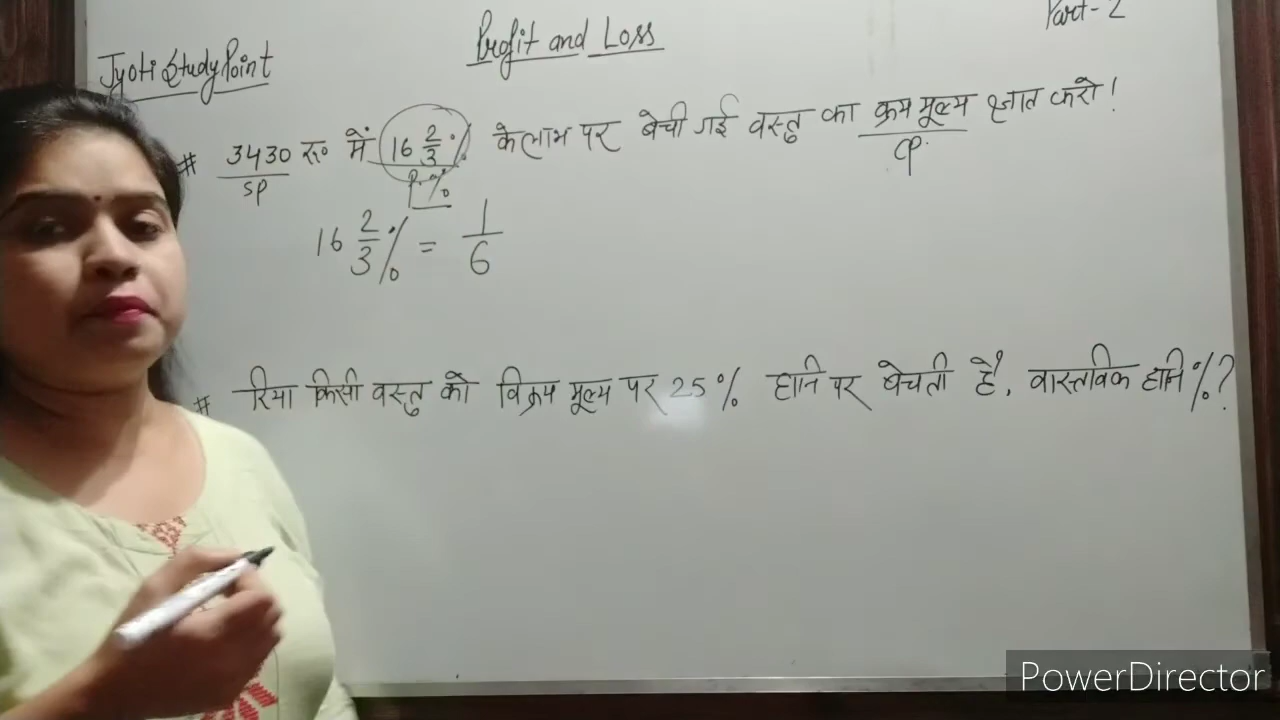 Part-2
Profit and Loss
Jyoti Study Point
# 3430 रू० में 16 2/3 % के लाभ पर बेची गई वस्तु का क्रय मूल्य ज्ञात करो!
SP P.% CP.
16 2/3 % = 1/6
# रिया किसी वस्तु को विक्रय मूल्य पर 25% हानि पर बेचती है, वास्तविक हानि %?
PowerDirector